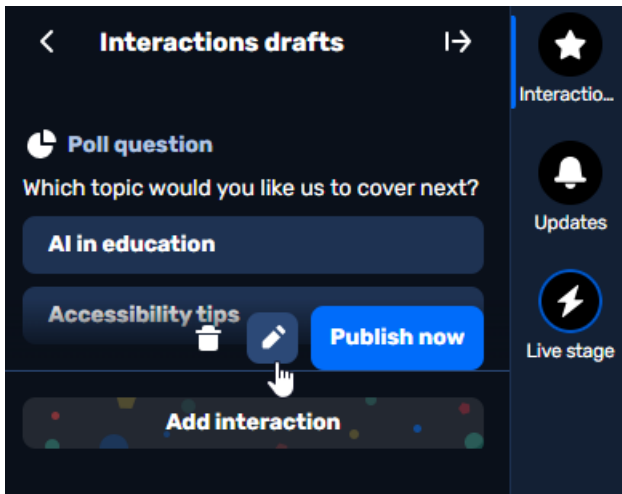 Interactions drafts
Poll question
Which topic would you like us to cover next?
AI in education
Accessibility tips
Publish now
Add interaction
Interactio...
Updates
Live stage